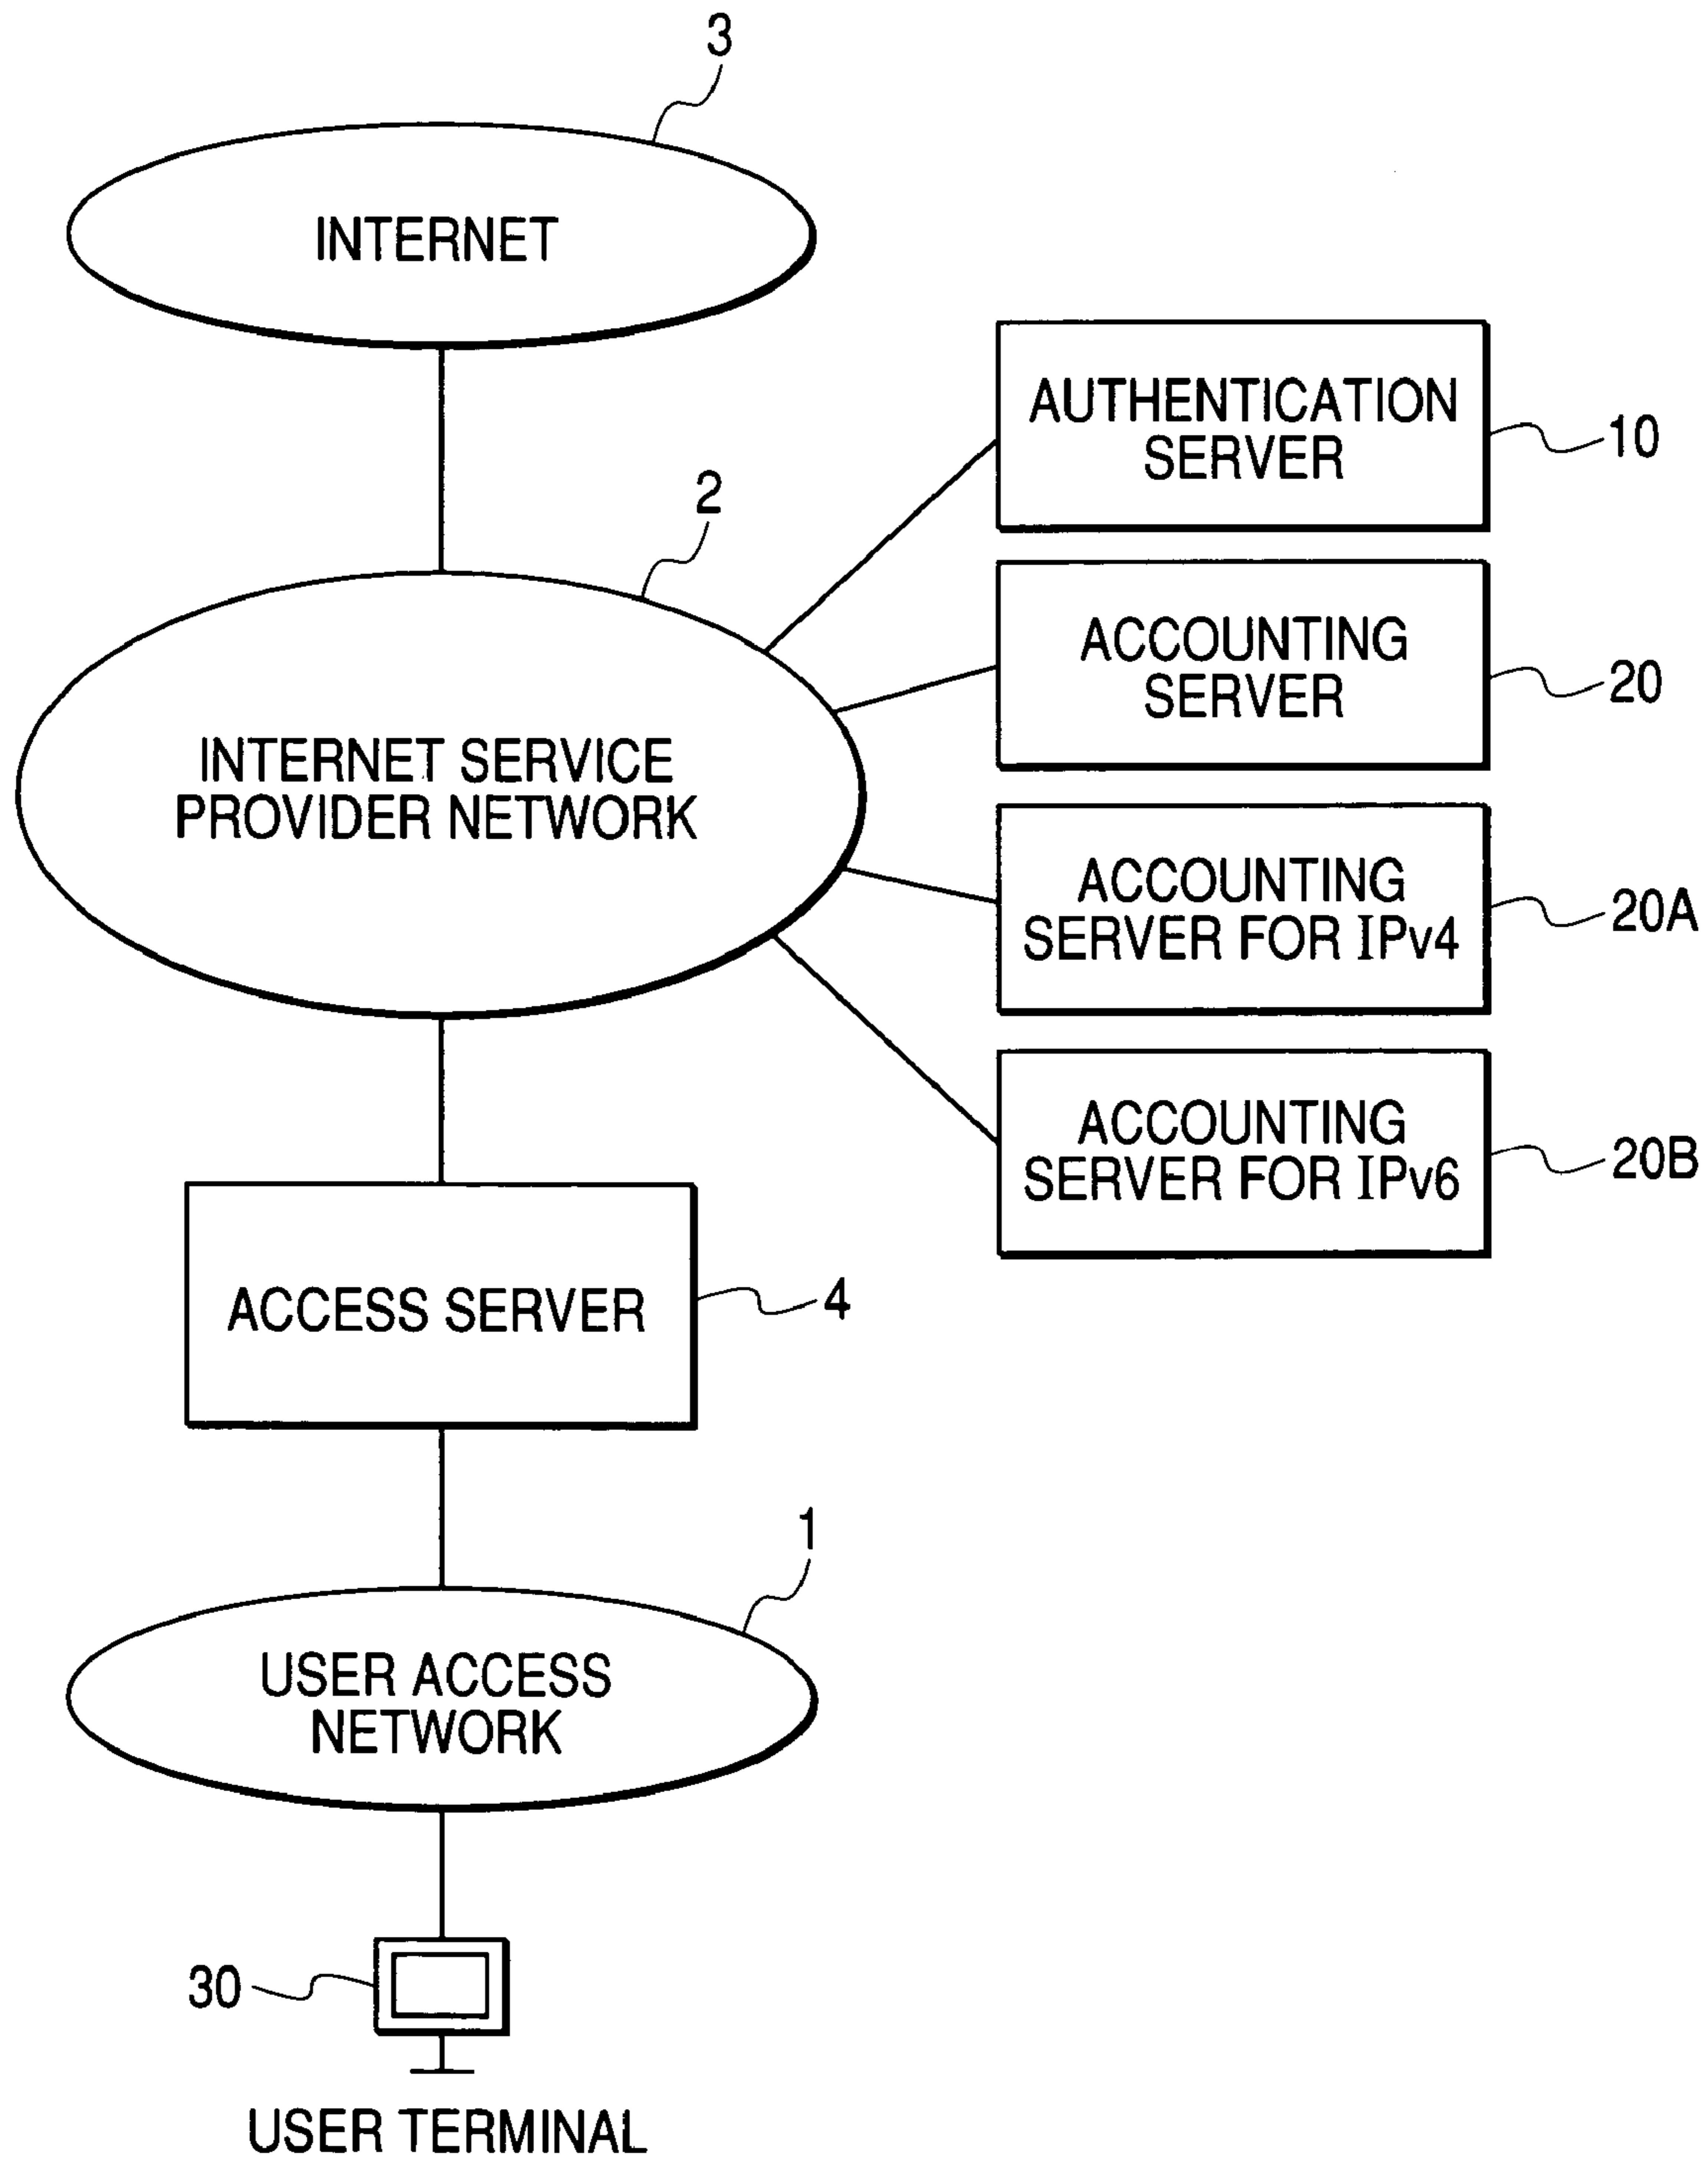 3
INTERNET
AUTHENTICATION
SERVER
10
2
ACCOUNTING
SERVER
20
INTERNET SERVICE
PROVIDER NETWORK
ACCOUNTING
SERVER FOR IPv4
20A
ACCOUNTING
SERVER FOR IPv6
20B
ACCESS SERVER
4
1
USER ACCESS
NETWORK
30
USER TERMINAL